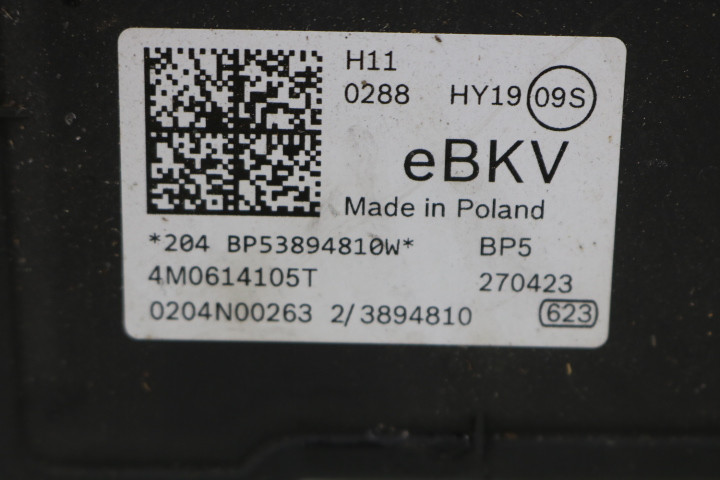 H11
0288 HY19 09S
eBKV
Made in Poland
*204 BP53894810W* BP5
4M0614105T 270423
0204N00263 2/3894810 623